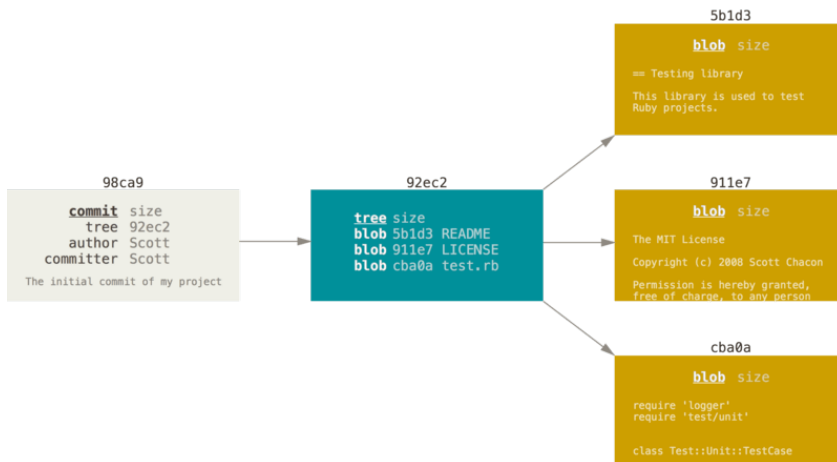 98ca9
commit size
tree 92ec2
author Scott
committer Scott
The initial commit of my project
92ec2
tree size
blob 5b1d3 README
blob 911e7 LICENSE
blob cba0a test.rb
5b1d3
blob size
== Testing library
This library is used to test
Ruby projects.
911e7
blob size
The MIT License
Copyright (c) 2008 Scott Chacon
Permission is hereby granted,
free of charge, to any person
cba0a
blob size
require 'logger'
require 'test/unit'
class Test::Unit::TestCase